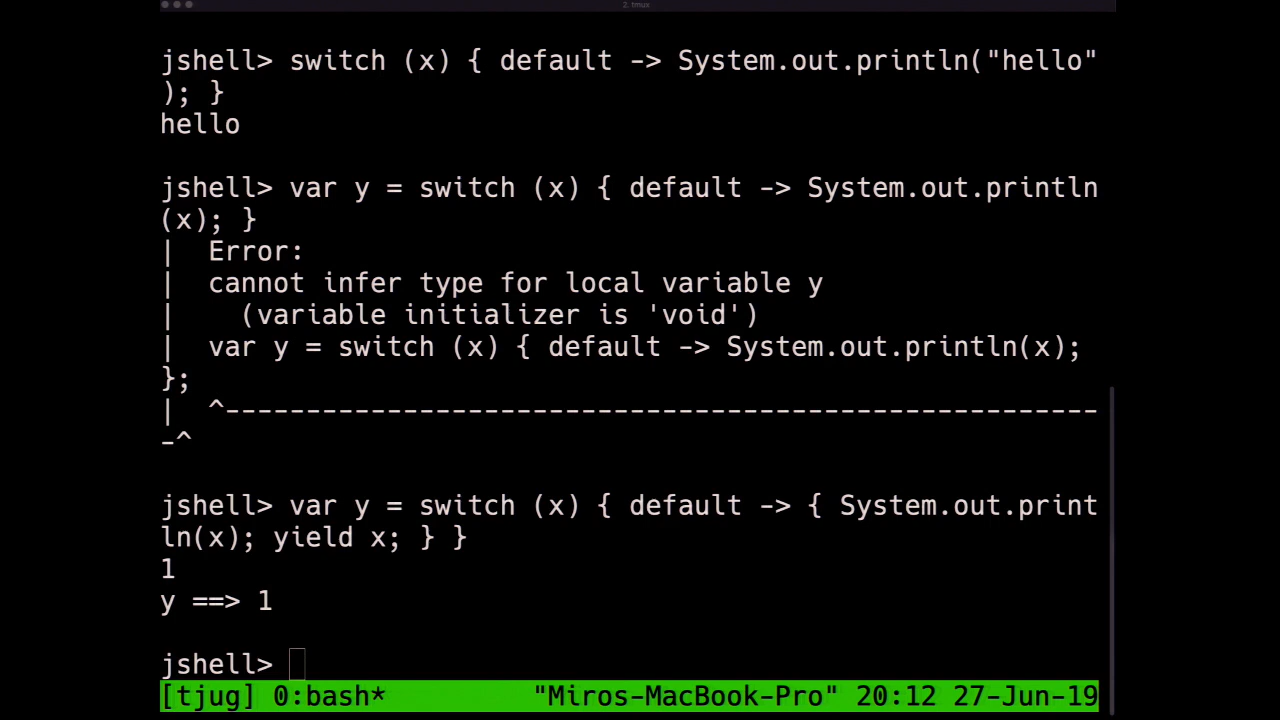 2. tmux
jshell> switch (x) { default -> System.out.println("hello"
); }
hello
jshell> var y = switch (x) { default -> System.out.println
(x); }
|  Error:
|  cannot infer type for local variable y
|    (variable initializer is 'void')
|  var y = switch (x) { default -> System.out.println(x);
};
|  ^------------------------------------------------------
-^
jshell> var y = switch (x) { default -> { System.out.print
ln(x); yield x; } }
1
y ==> 1
jshell>
[tjug] 0:bash* "Miros-MacBook-Pro" 20:12 27-Jun-19